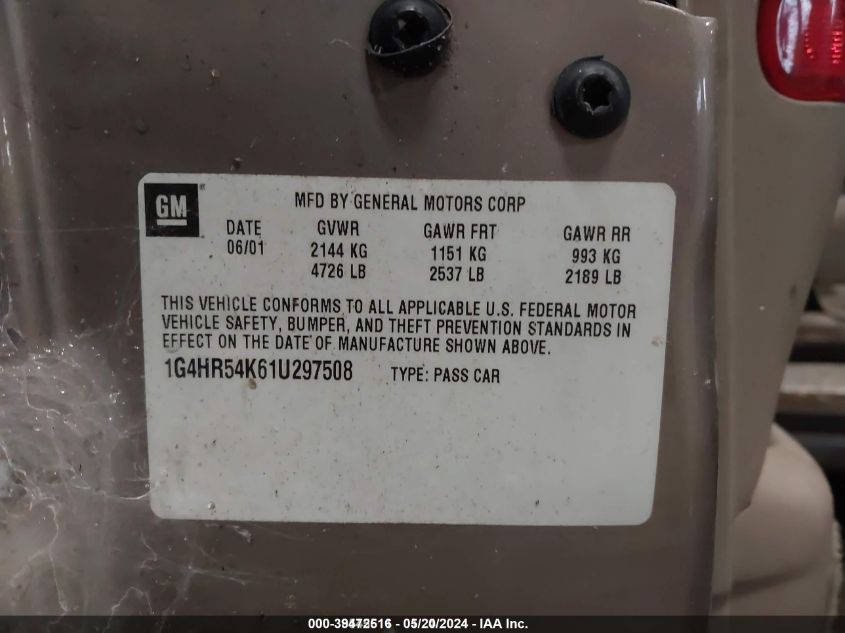 GM
MFD BY GENERAL MOTORS CORP
DATE GVWR GAWR FRT GAWR RR
06/01 2144 KG 1151 KG 993 KG
4726 LB 2537 LB 2189 LB
THIS VEHICLE CONFORMS TO ALL APPLICABLE U.S. FEDERAL MOTOR
VEHICLE SAFETY, BUMPER, AND THEFT PREVENTION STANDARDS IN
EFFECT ON THE DATE OF MANUFACTURE SHOWN ABOVE.
1G4HR54K61U297508 TYPE: PASS CAR
000-39472516 - 05/20/2024 - IAA Inc.